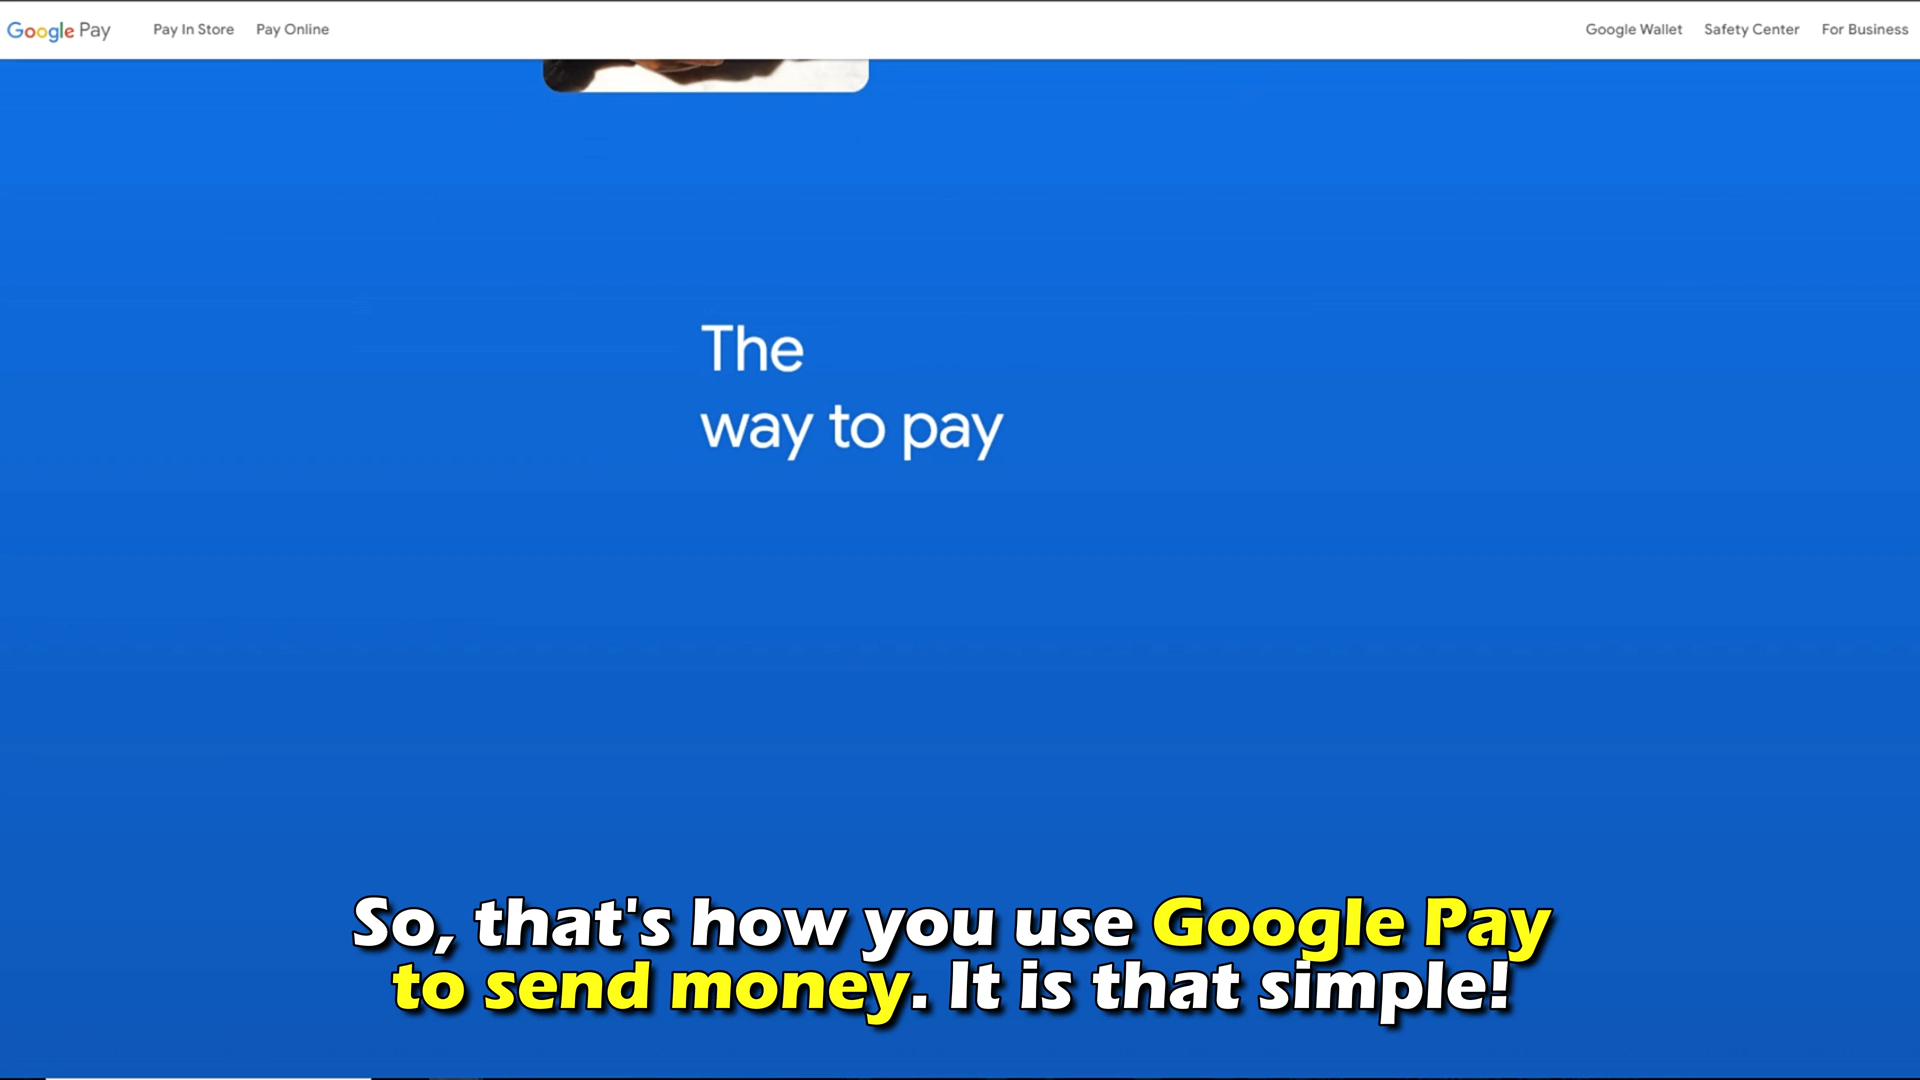 Google Pay Pay In Store Pay Online Google Wallet Safety Center For Business
The
way to pay
So, that's how you use Google Pay
to send money. It is that simple!